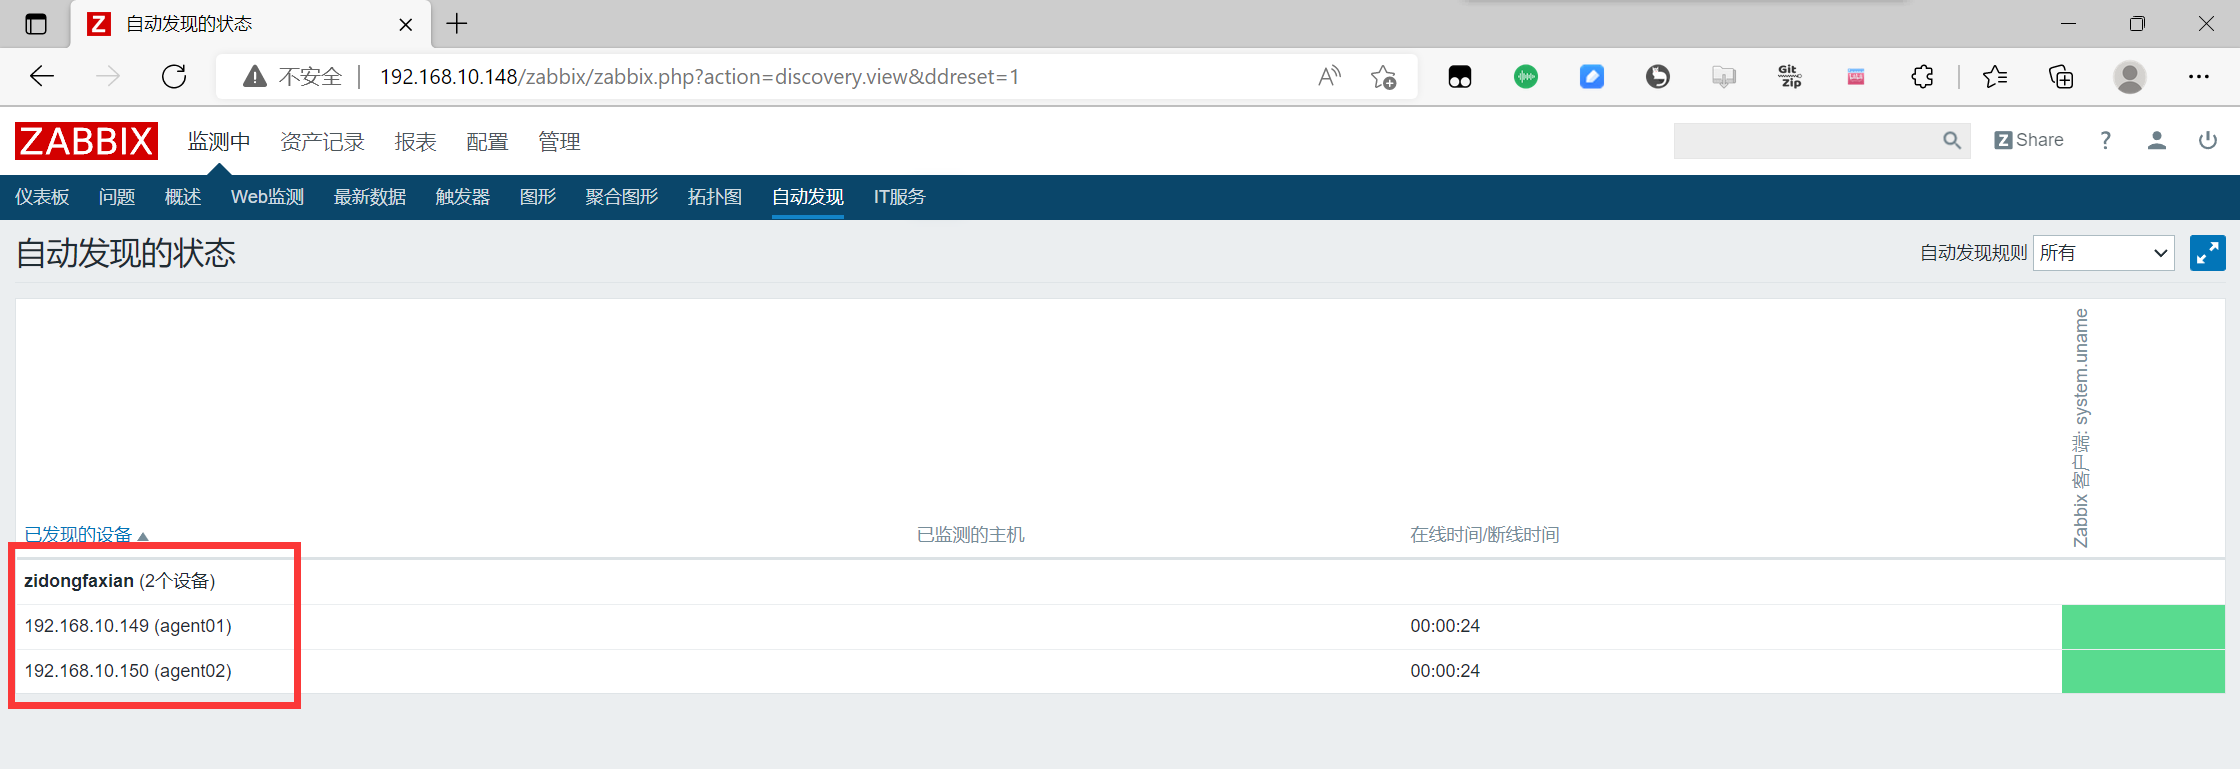 自动发现的状态
不安全 | 192.168.10.148/zabbix/zabbix.php?action=discovery.view&ddreset=1
Git Zip
ZABBIX 监测中 资产记录 报表 配置 管理 Z Share ?
仪表板 问题 概述 Web监测 最新数据 触发器 图形 聚合图形 拓扑图 自动发现 IT服务
自动发现的状态 自动发现规则 所有
Zabbix 客户端: system.uname
已发现的设备 已监测的主机 在线时间/断线时间
zidongfaxian (2个设备)
192.168.10.149 (agent01) 00:00:24
192.168.10.150 (agent02) 00:00:24